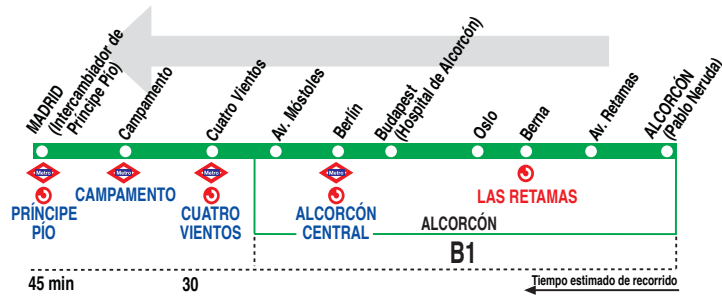 MADRID
(Intercambiador de
Príncipe Pío)
Campamento
Cuatro Vientos
Av. Móstoles
Berlín
Budapest
(Hospital de Alcorcón)
Oslo
Berna
Av. Retamas
ALCORCÓN
(Pablo Neruda)
Metro
Metro
Metro
Metro
PRÍNCIPE
PÍO
CAMPAMENTO
CUATRO
VIENTOS
ALCORCÓN
CENTRAL
LAS RETAMAS
ALCORCÓN
B1
45 min
30
Tiempo estimado de recorrido